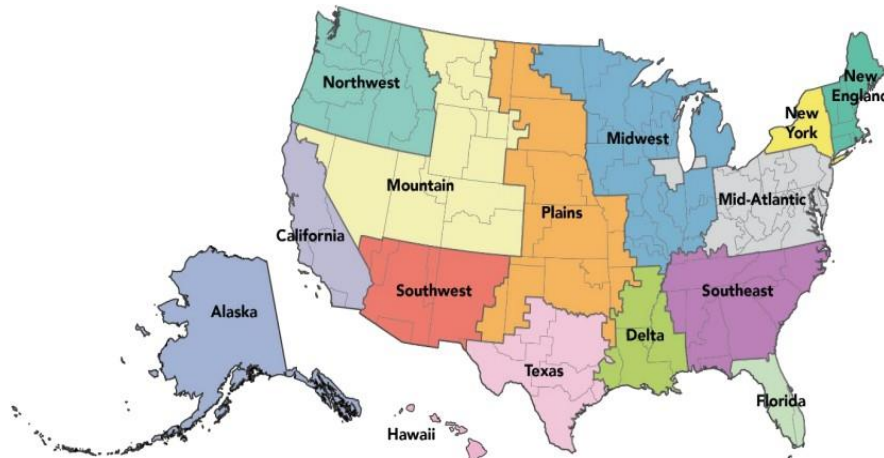 Northwest
New
England
New
York
Midwest
Mountain
Mid-Atlantic
Plains
California
Southwest
Southeast
Alaska
Delta
Texas
Florida
Hawaii